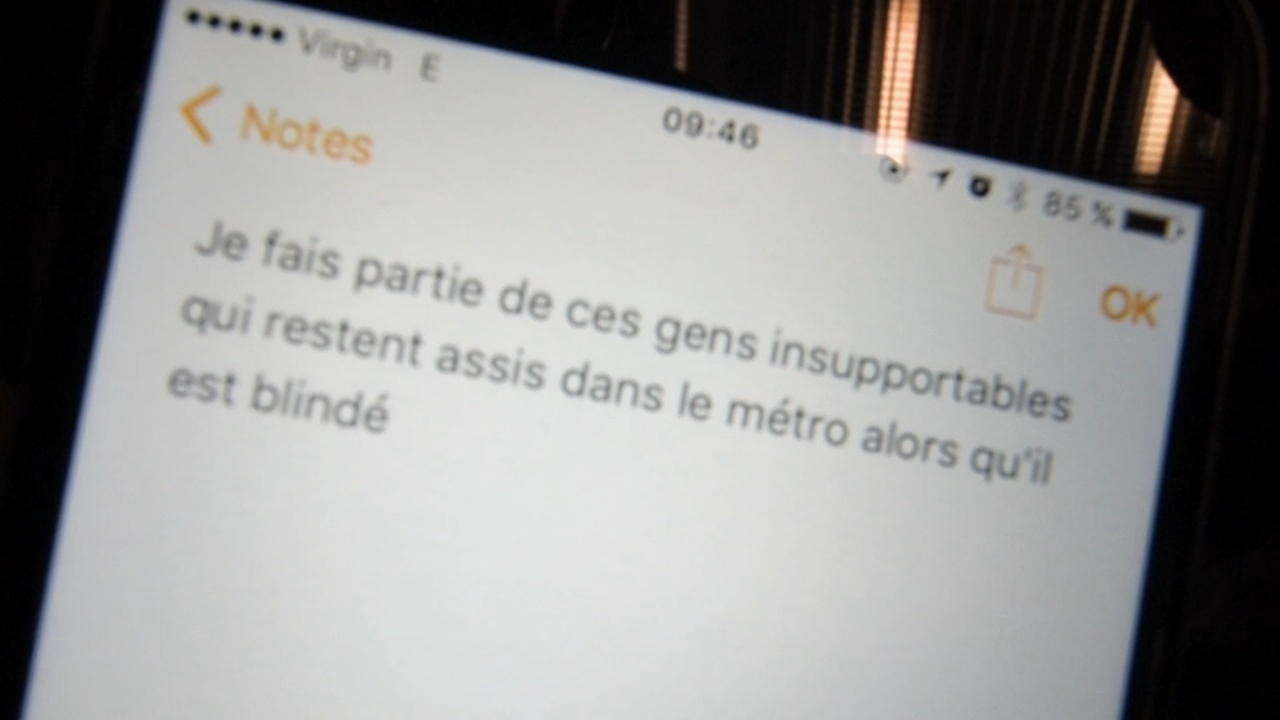 Virgin E
09:46
85 %
Notes
OK
Je fais partie de ces gens insupportables
qui restent assis dans le métro alors qu'il
est blindé